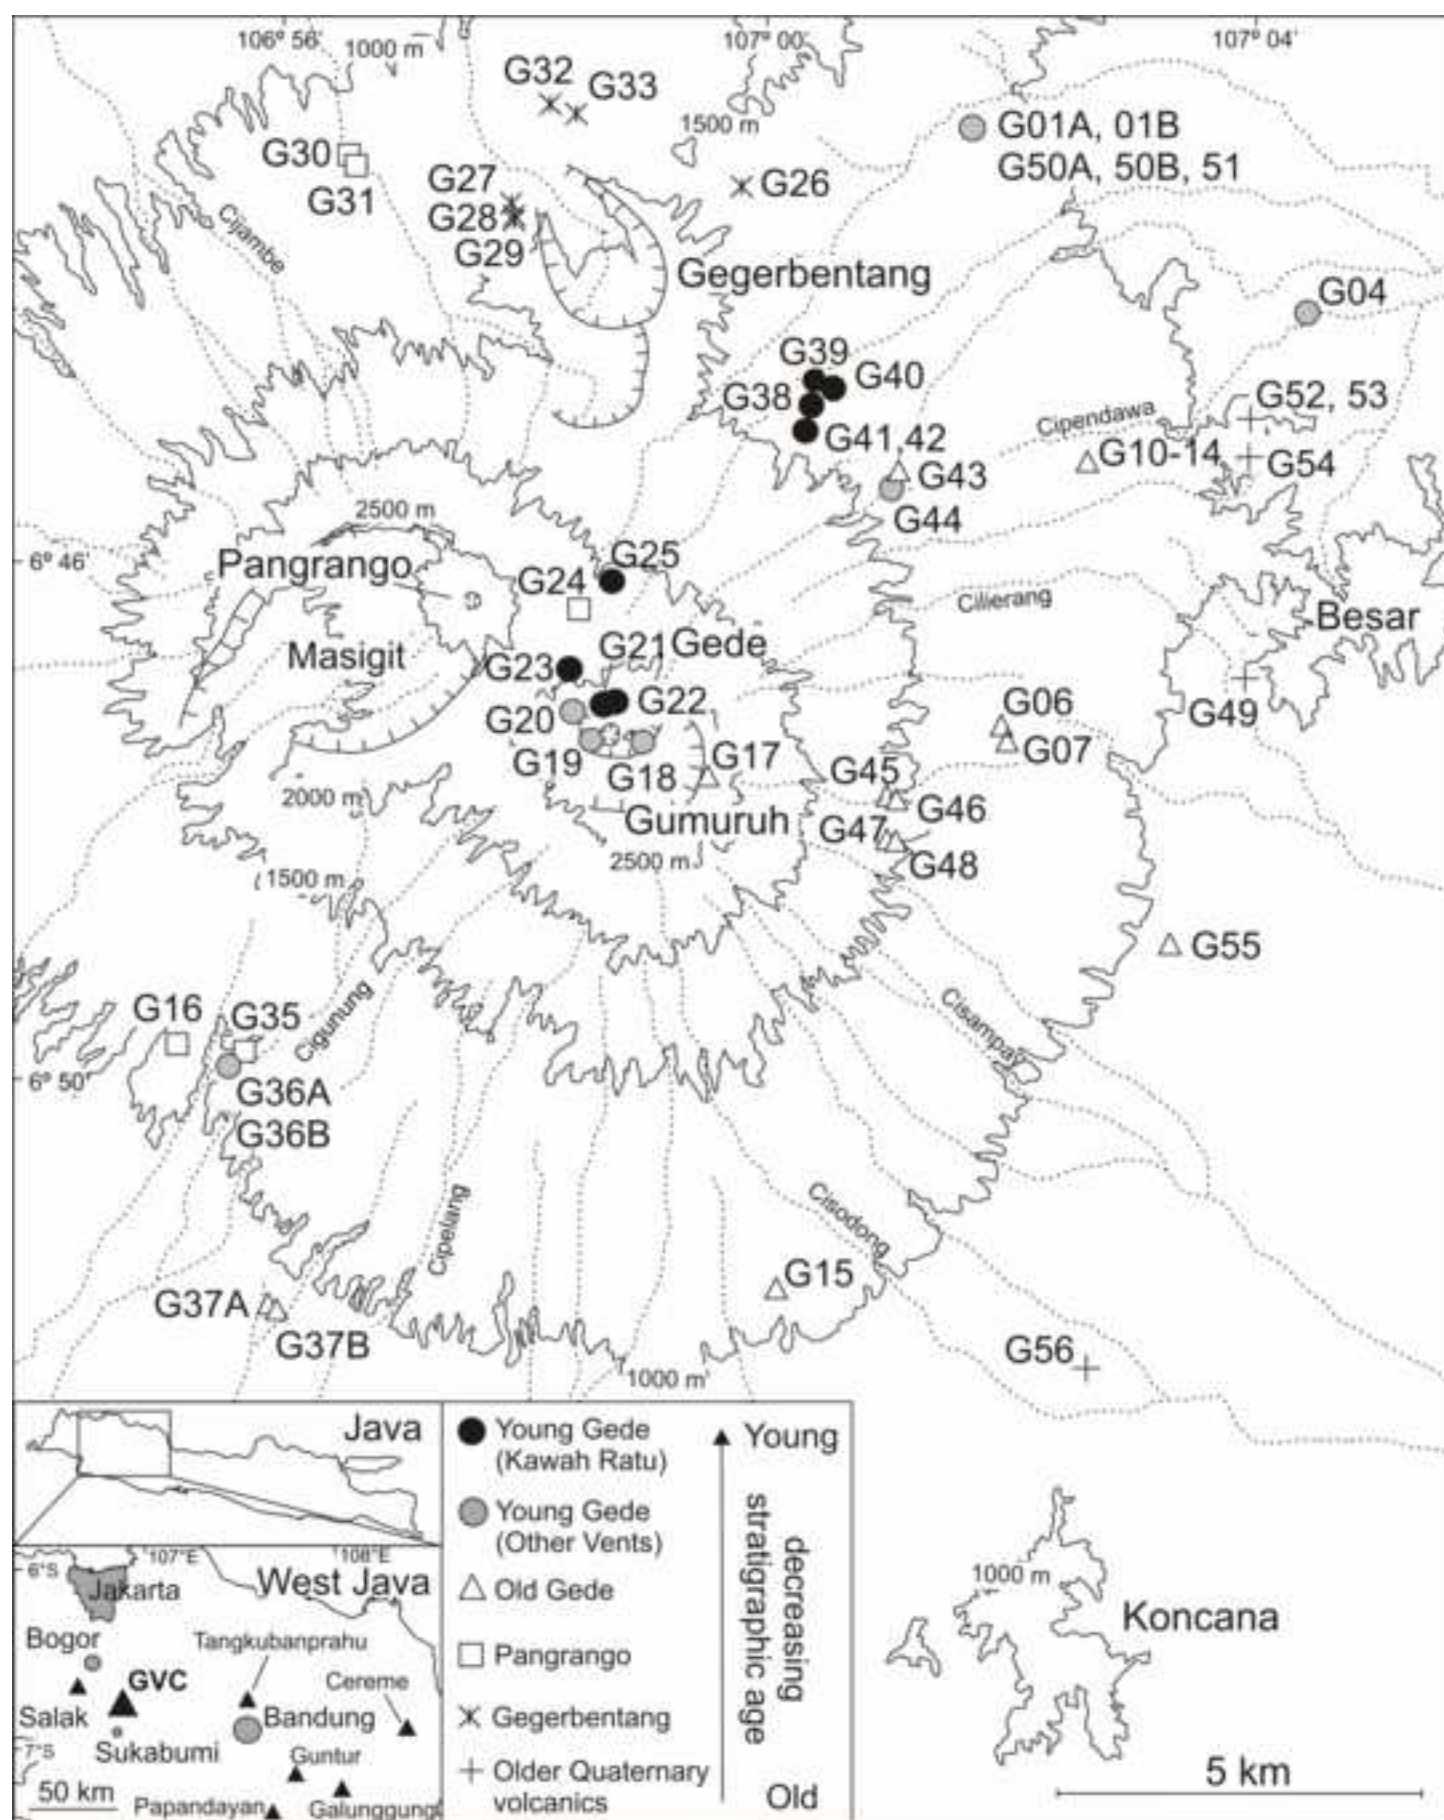 106° 56'
1000 m
107° 00'
107° 04'
G32
G33
1500 m
G01A, 01B
G50A, 50B, 51
G30
G31
G27
G28
G29
G26
Cijambe
Gegerbentang
G04
G39
G40
G38
G41,42
G52, 53
Cipendawa
G10-14
G54
G43
G44
2500 m
6° 46'
Pangrango
G25
G24
Cilierang
Besar
Masigit
G21
Gede
G23
G22
G20
G19
G18
G17
G49
G06
G07
G45
G46
2000 m
Gumuruh
G47
G48
2500 m
1500 m
G55
G16
G35
Cigunung
Cisampay
6° 50'
G36A
G36B
Cipelang
Cisodong
G15
G37A
G37B
G56
1000 m
Java
107°E
108°E
6°S
West Java
Jakarta
Bogor
Tangkubanprahu
GVC
Cereme
Salak
Bandung
Sukabumi
7°S
Guntur
50 km
Papandayan
Galunggung
Young Gede
(Kawah Ratu)
Young Gede
(Other Vents)
Old Gede
Pangrango
Gegerbentang
Older Quaternary
volcanics
Young
decreasing
stratigraphic age
Old
1000 m
Koncana
5 km